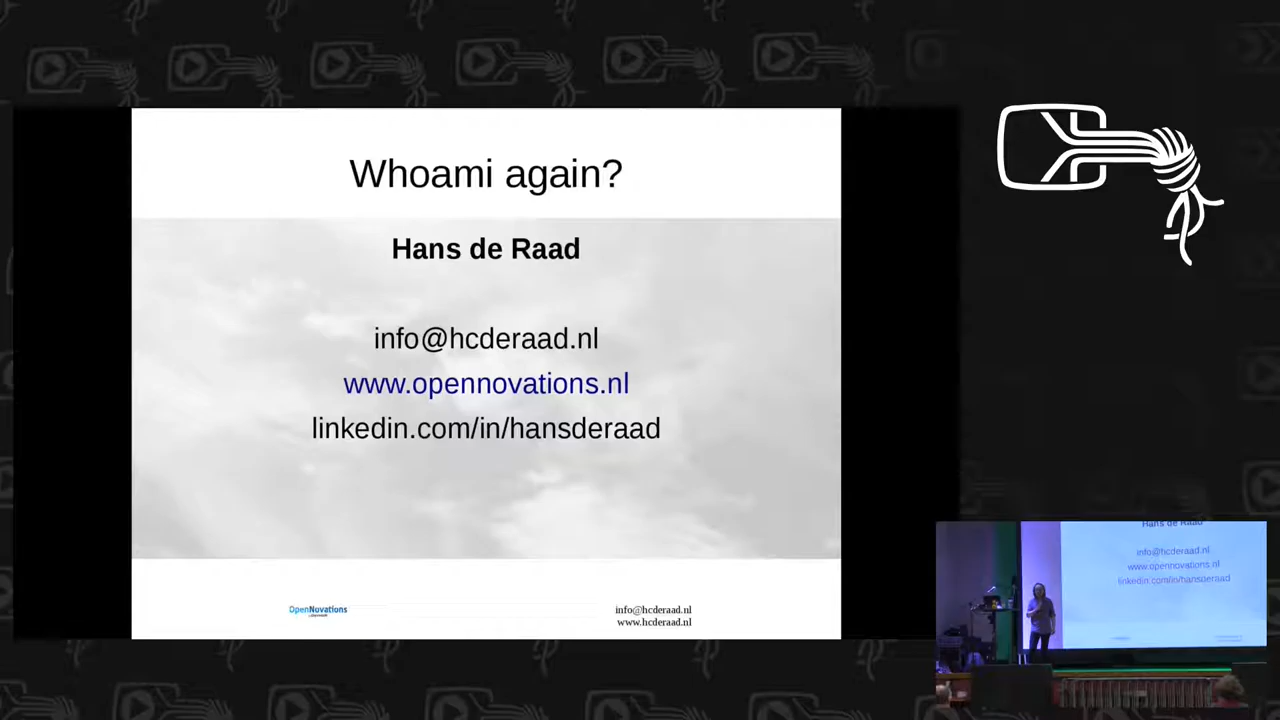 Whoami again?
Hans de Raad
info@hcderaad.nl
www.opennovations.nl
linkedin.com/in/hansderaad
OpenNovations
info@hcderaad.nl
www.hcderaad.nl
Hans de Raad
info@hcderaad.nl
www.opennovations.nl
linkedin.com/in/hansderaad